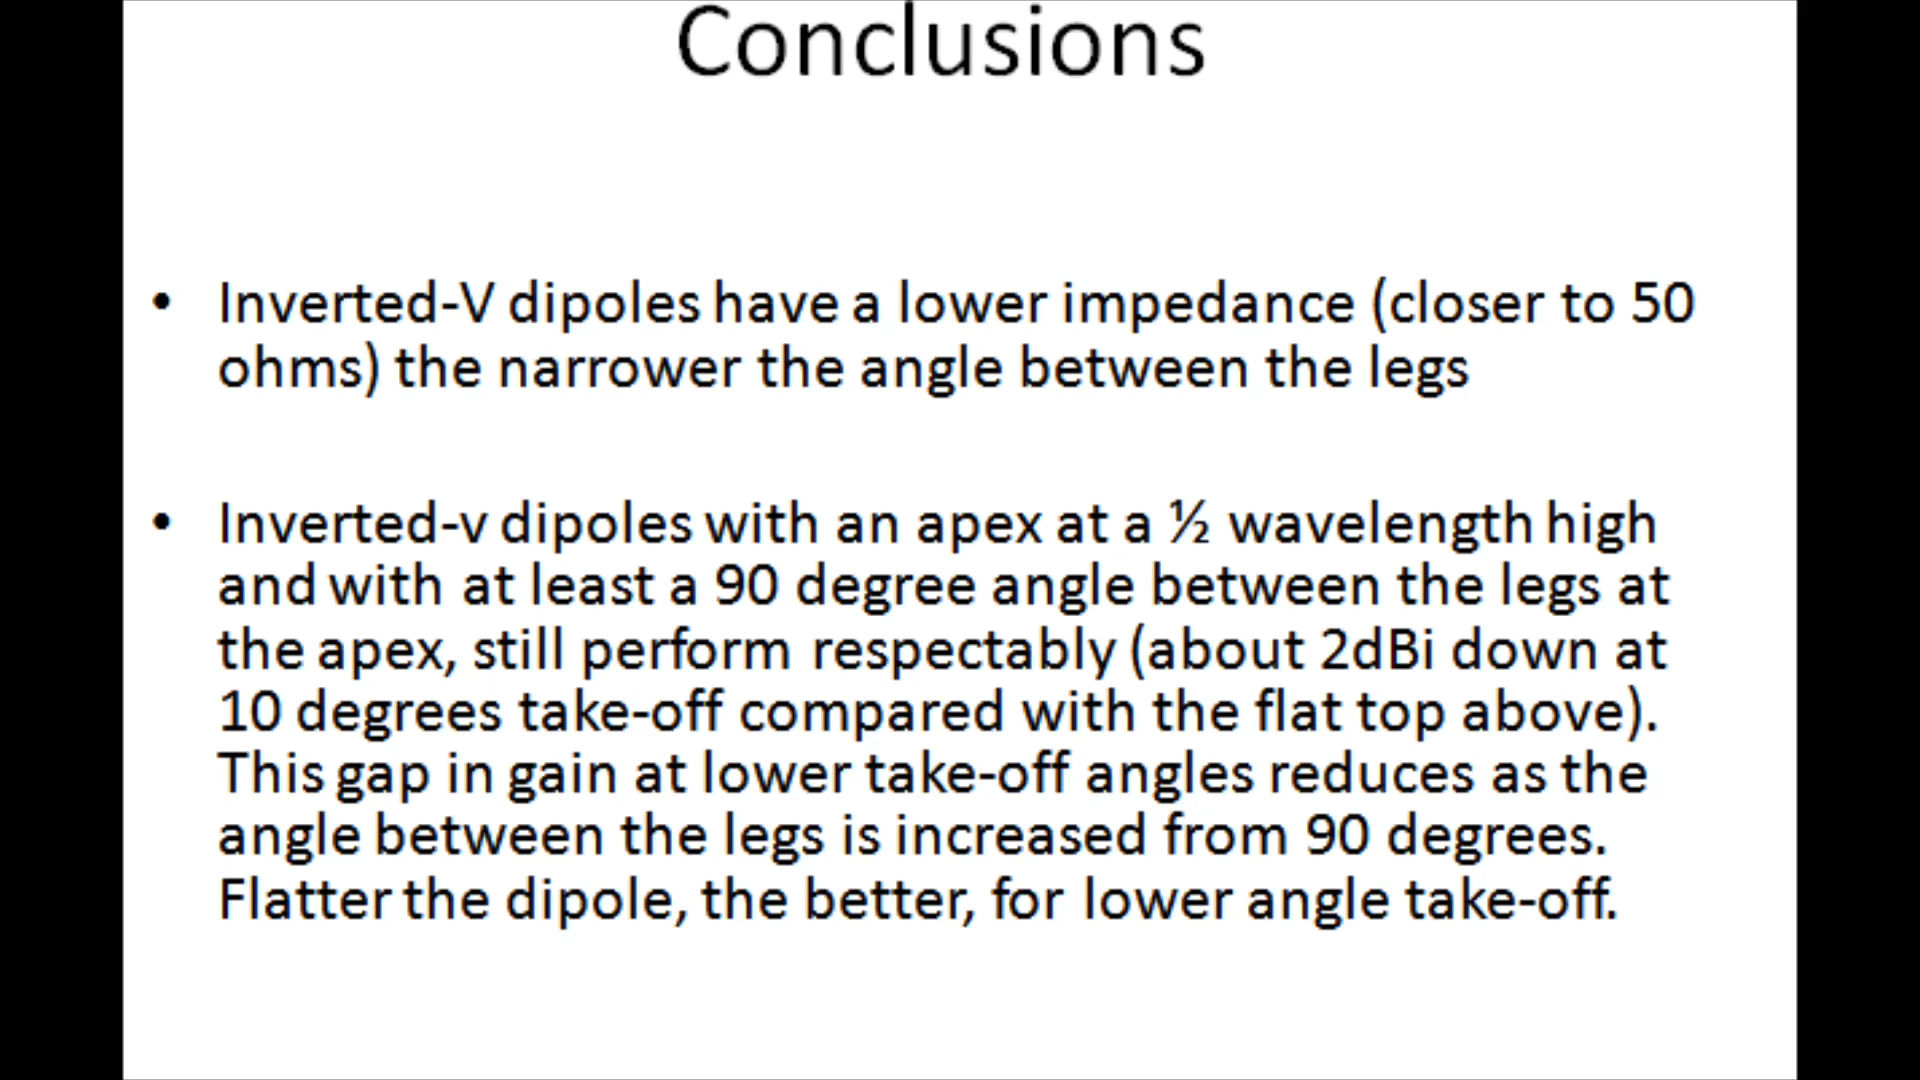 Conclusions
• Inverted-V dipoles have a lower impedance (closer to 50
ohms) the narrower the angle between the legs
• Inverted-v dipoles with an apex at a ½ wavelength high
and with at least a 90 degree angle between the legs at
the apex, still perform respectably (about 2dBi down at
10 degrees take-off compared with the flat top above).
This gap in gain at lower take-off angles reduces as the
angle between the legs is increased from 90 degrees.
Flatter the dipole, the better, for lower angle take-off.